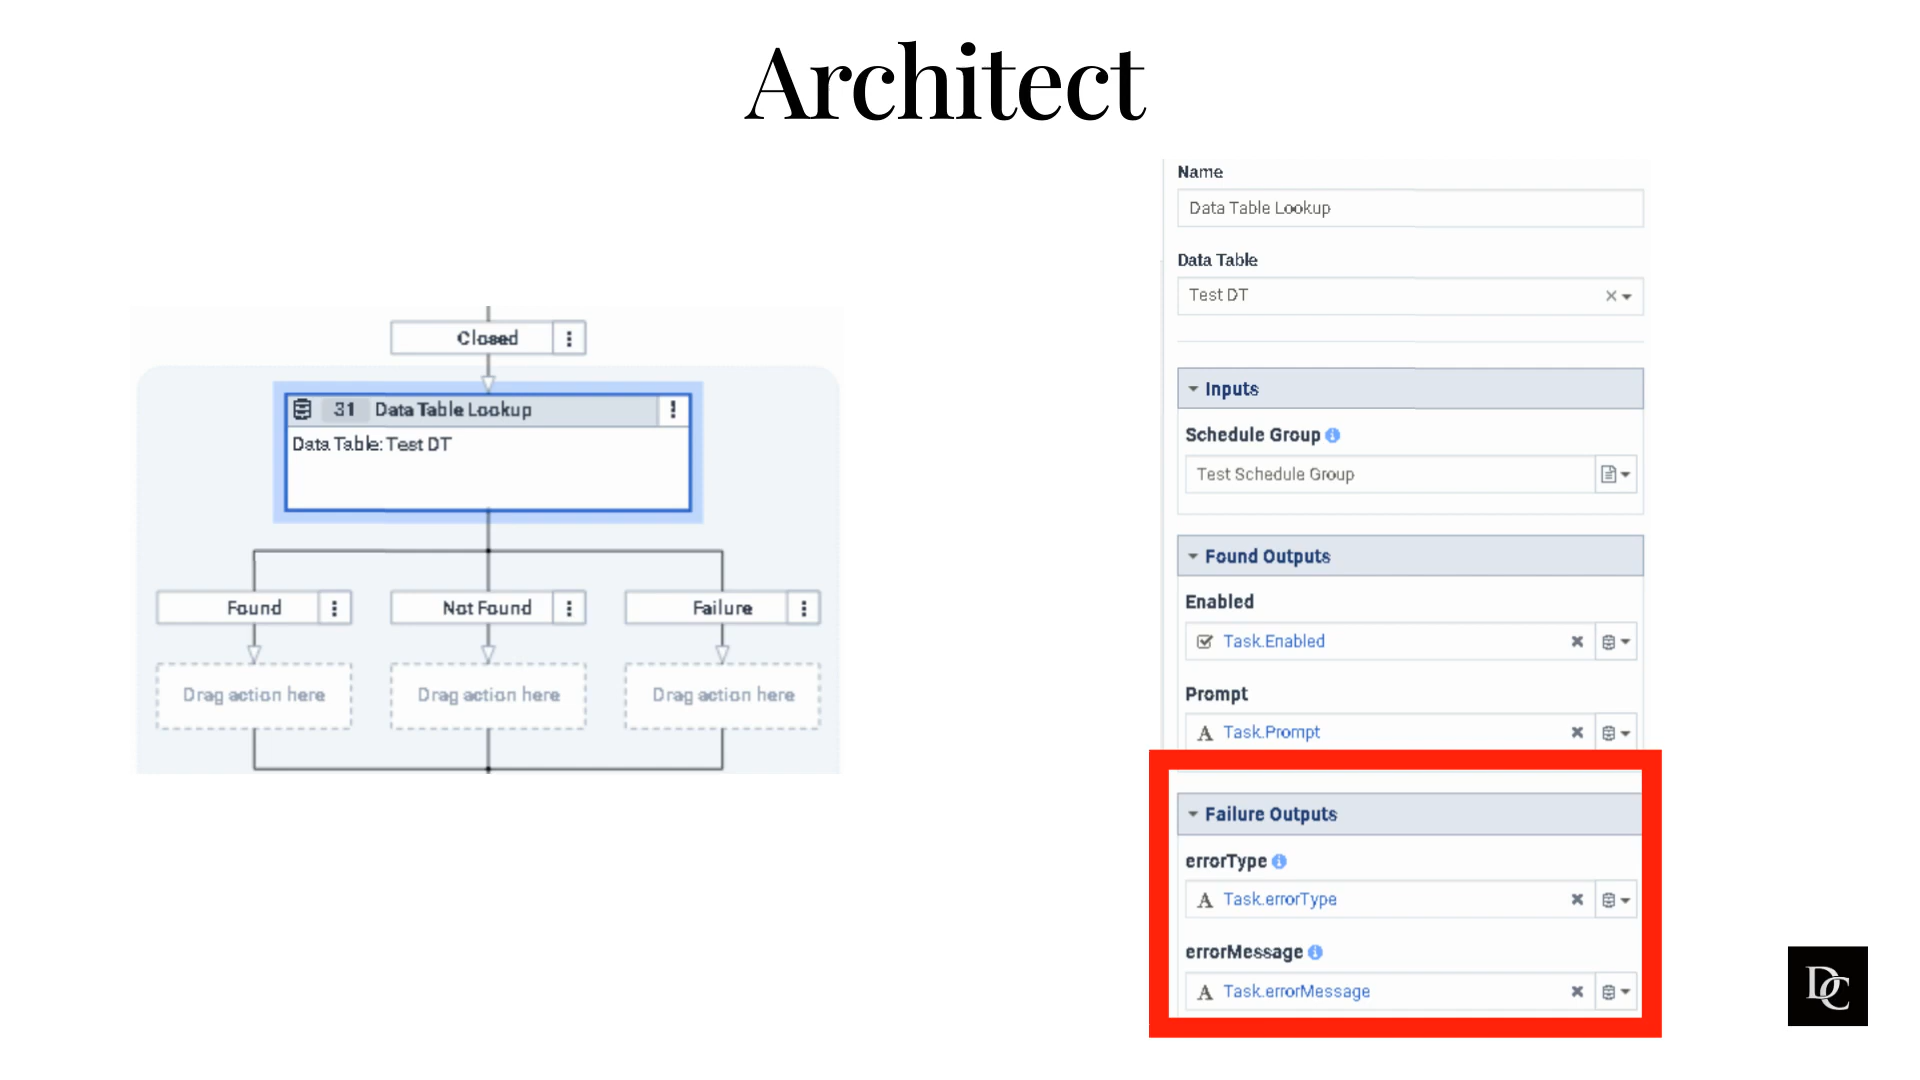 Architect
Closed
31 Data Table Lookup
Data Table: Test DT
Found
Not Found
Failure
Drag action here
Drag action here
Drag action here
Name
Data Table Lookup
Data Table
Test DT
Inputs
Schedule Group
Test Schedule Group
Found Outputs
Enabled
Task.Enabled
Prompt
Task.Prompt
Failure Outputs
errorType
Task.errorType
errorMessage
Task.errorMessage
DC